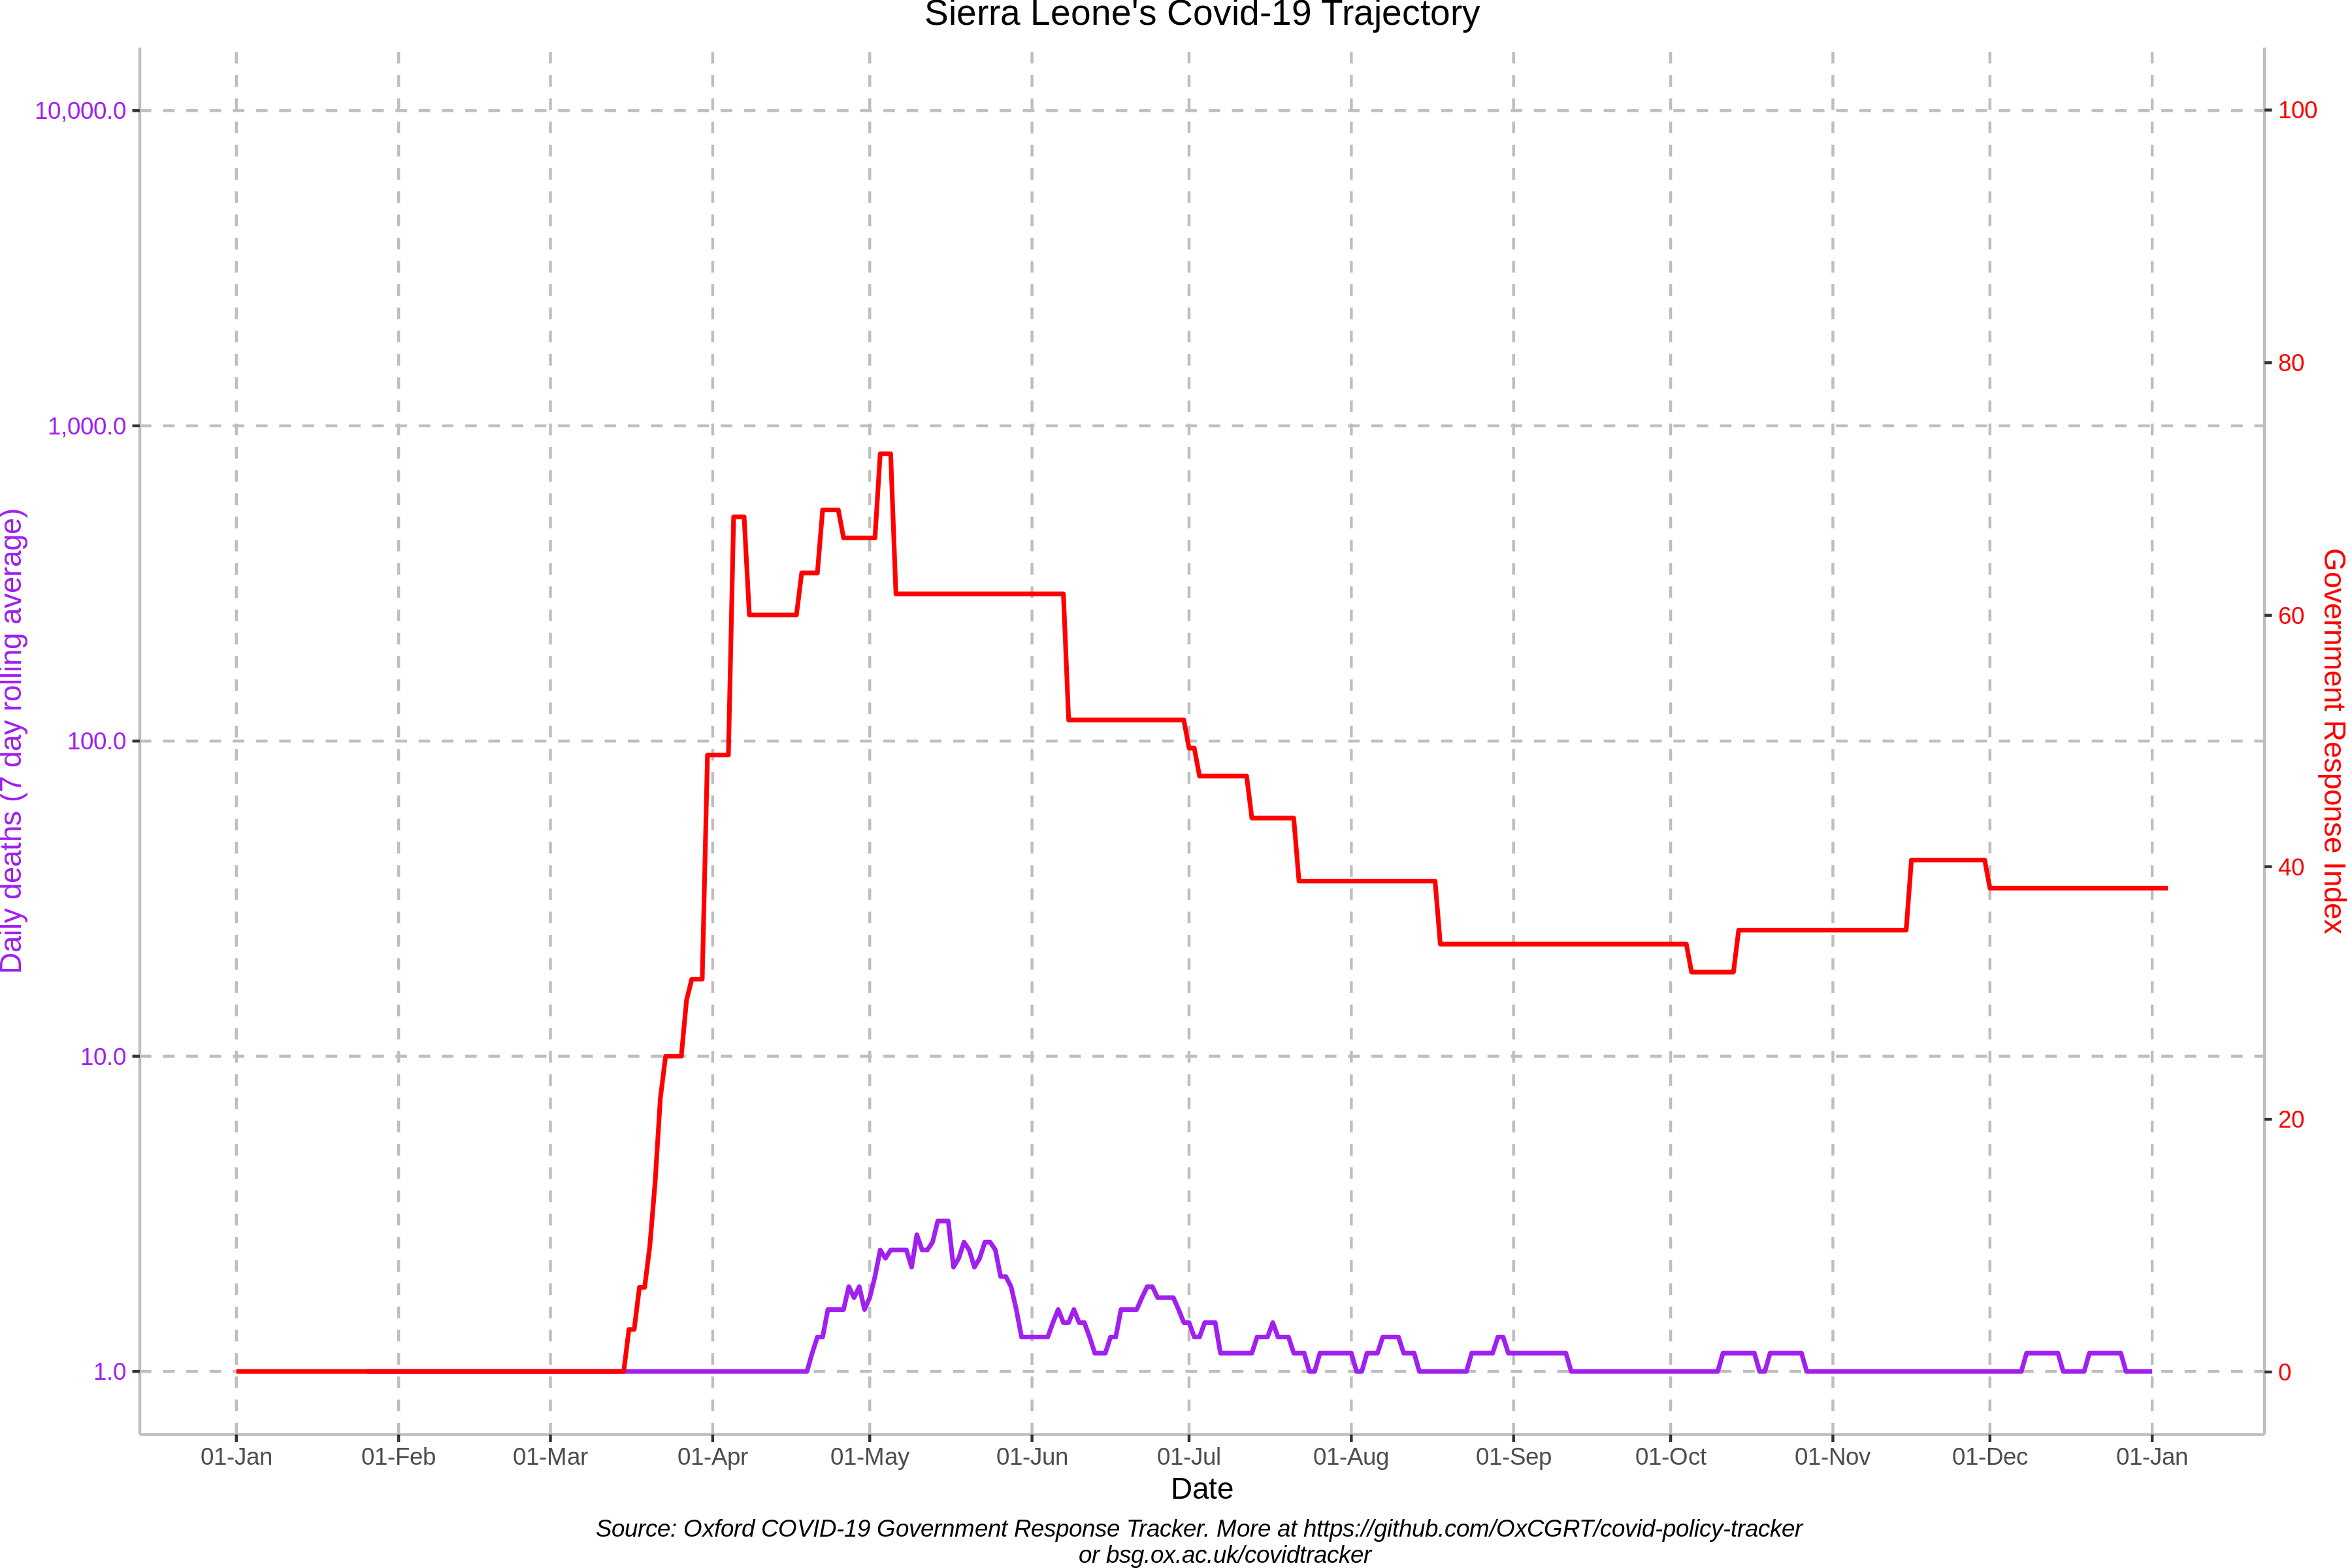 Sierra Leone's Covid-19 Trajectory
10,000.0
1,000.0
100.0
10.0
1.0
Daily deaths (7 day rolling average)
100
80
60
40
20
0
Government Response Index
01-Jan 01-Feb 01-Mar 01-Apr 01-May 01-Jun 01-Jul 01-Aug 01-Sep 01-Oct 01-Nov 01-Dec 01-Jan
Date
Source: Oxford COVID-19 Government Response Tracker. More at https://github.com/OxCGRT/covid-policy-tracker
or bsg.ox.ac.uk/covidtracker